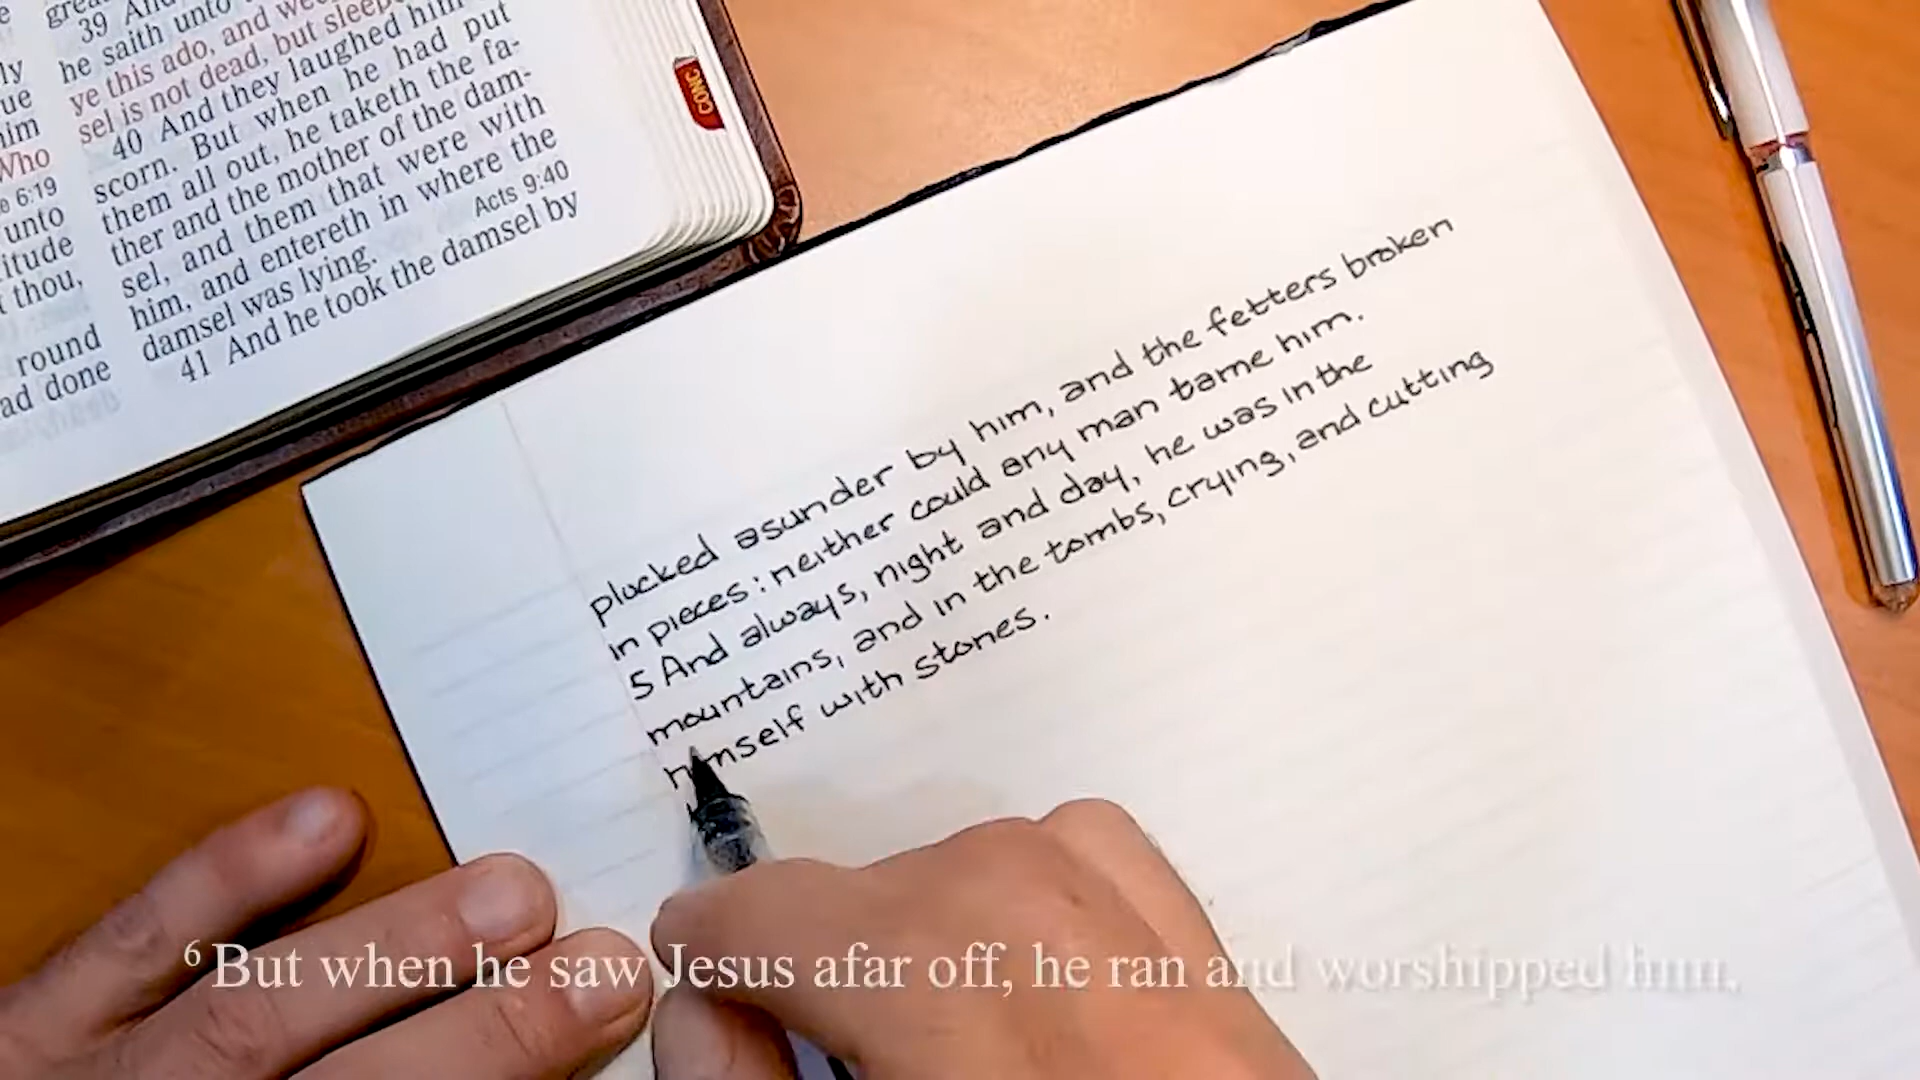 grea
39 And
he saith unto
ye this ado, and wee
sel is not dead, but sleep
40 And they laughed him
scorn. But when he had put
them all out, he taketh the fa-
ther and the mother of the dam-
sel, and them that were with
him, and entereth in where the
damsel was lying.
Acts 9:40
41 And he took the damsel by
ly
ue
him
Who
e 6:19
unto
itude
thou,
round
ad done
CONC
plucked asunder by him, and the fetters broken
in pieces: neither could any man tame him.
5 And always, night and day, he was in the
mountains, and in the tombs, crying, and cutting
himself with stones.
6 But when he saw Jesus afar off, he ran and worshipped him,